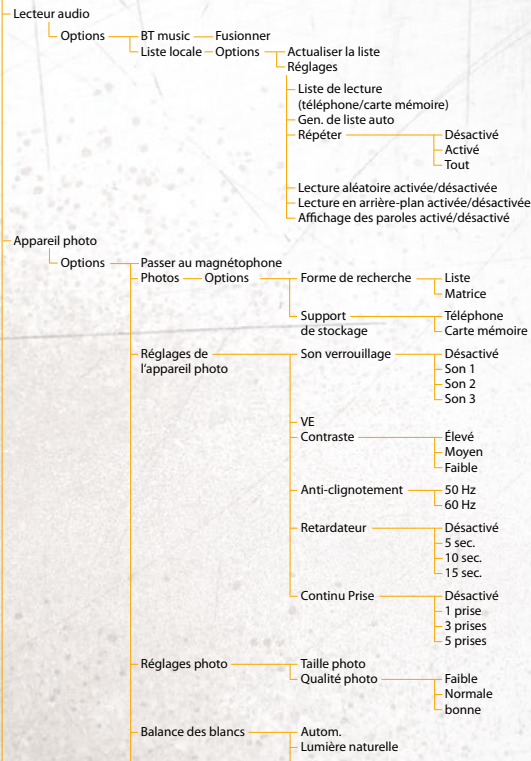 Lecteur audio
Options BT music Fusionner
Liste locale Options Actualiser la liste
Réglages
Liste de lecture
(téléphone/carte mémoire)
Gen. de liste auto
Répéter Désactivé
Activé
Tout
Lecture aléatoire activée/désactivée
Lecture en arrière-plan activée/désactivée
Affichage des paroles activé/désactivé
Appareil photo
Options Passer au magnétophone
Photos Options Forme de recherche Liste
Matrice
Support Téléphone
de stockage Carte mémoire
Réglages de Son verrouillage Désactivé
l'appareil photo Son 1
Son 2
Son 3
VE
Contraste Élevé
Moyen
Faible
Anti-clignotement 50 Hz
60 Hz
Retardateur Désactivé
5 sec.
10 sec.
15 sec.
Continu Prise Désactivé
1 prise
3 prises
5 prises
Réglages photo Taille photo
Qualité photo Faible
Normale
bonne
Balance des blancs Autom.
Lumière naturelle